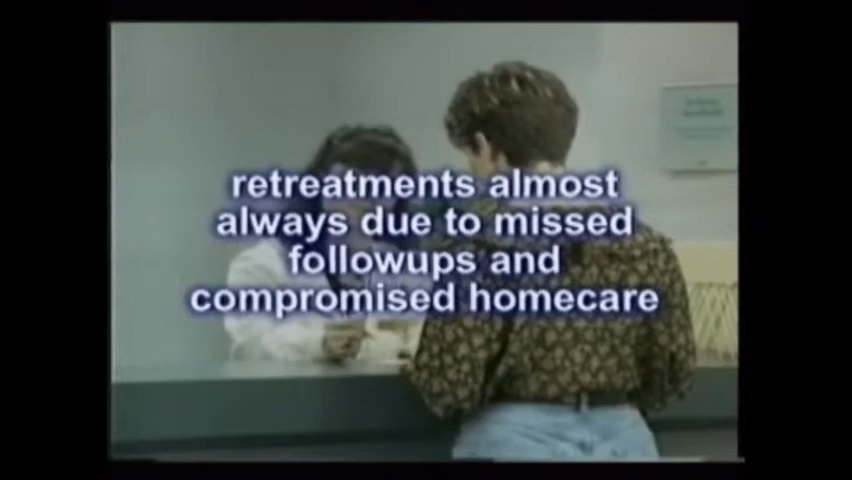 retreatments almost
always due to missed
followups and
compromised homecare